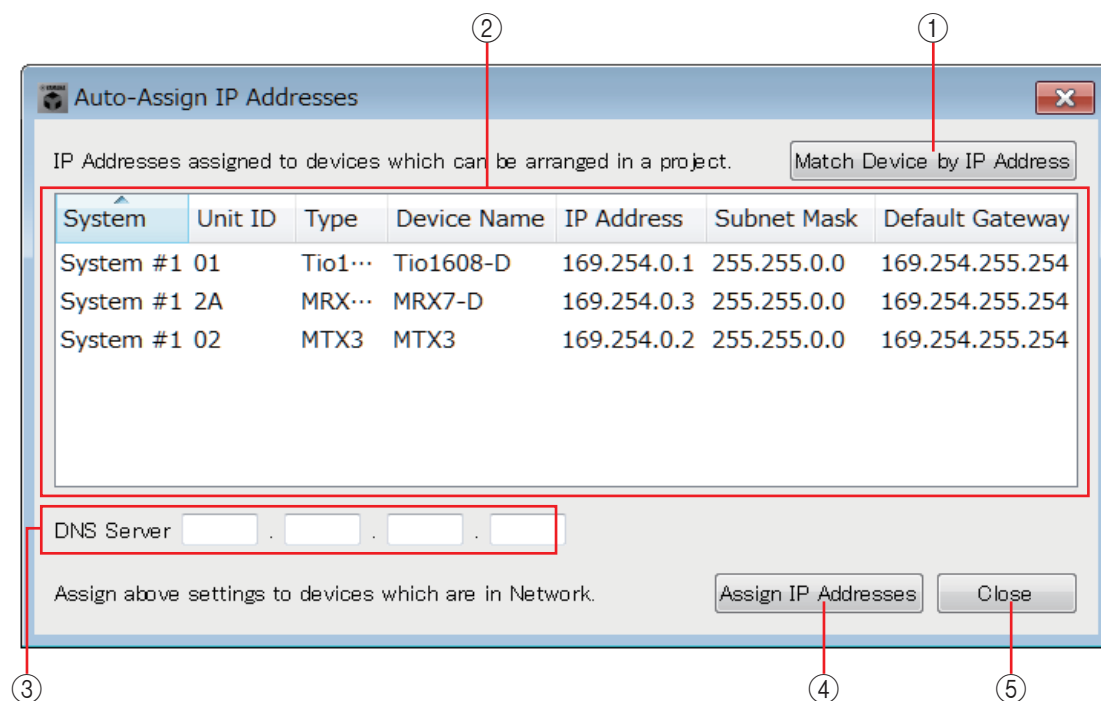 ② ①
Auto-Assign IP Addresses
IP Addresses assigned to devices which can be arranged in a project. Match Device by IP Address
System Unit ID Type Device Name IP Address Subnet Mask Default Gateway
System #1 01 Tio1··· Tio1608-D 169.254.0.1 255.255.0.0 169.254.255.254
System #1 2A MRX··· MRX7-D 169.254.0.3 255.255.0.0 169.254.255.254
System #1 02 MTX3 MTX3 169.254.0.2 255.255.0.0 169.254.255.254
DNS Server . . .
Assign above settings to devices which are in Network. Assign IP Addresses Close
③ ④ ⑤